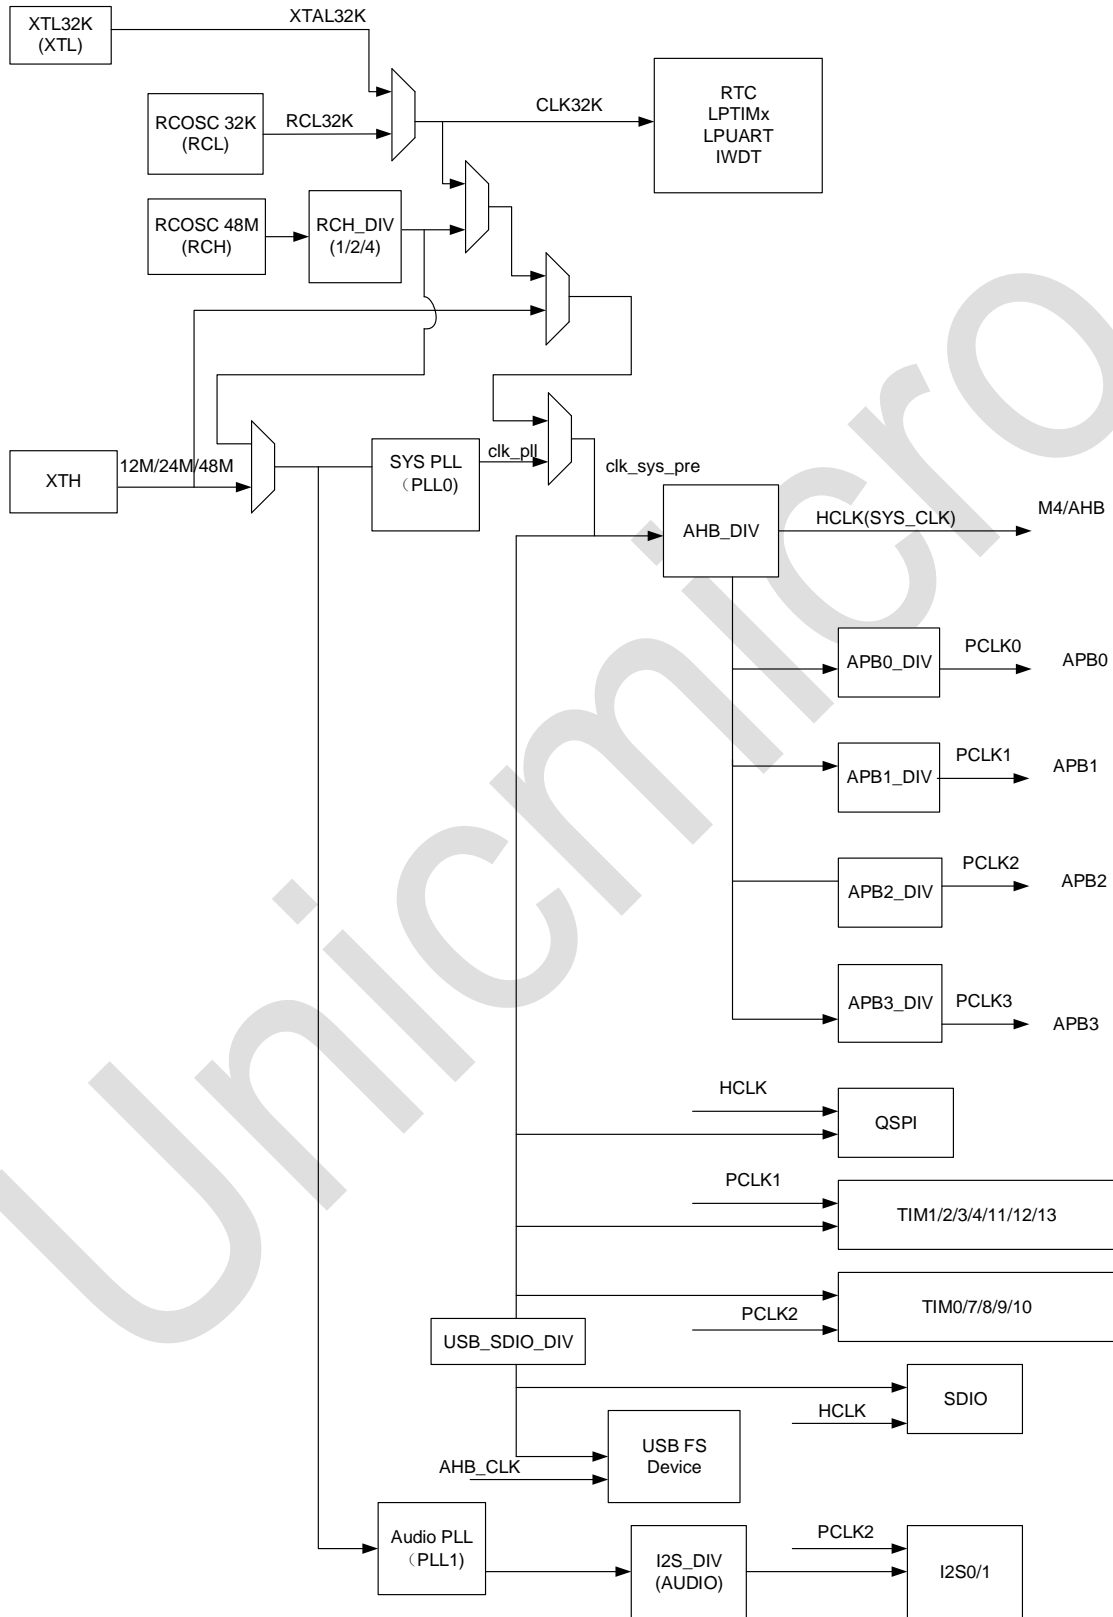 XTL32K
(XTL)
XTAL32K
RCOSC 32K
(RCL)
RCL32K
CLK32K
RTC
LPTIMx
LPUART
IWDT
RCOSC 48M
(RCH)
RCH_DIV
(1/2/4)
XTH
12M/24M/48M
SYS PLL
（PLL0)
clk_pll
clk_sys_pre
AHB_DIV
HCLK(SYS_CLK)
M4/AHB
APB0_DIV
PCLK0
APB0
APB1_DIV
PCLK1
APB1
APB2_DIV
PCLK2
APB2
APB3_DIV
PCLK3
APB3
HCLK
QSPI
PCLK1
TIM1/2/3/4/11/12/13
TIM0/7/8/9/10
PCLK2
USB_SDIO_DIV
SDIO
HCLK
USB FS
Device
AHB_CLK
Audio PLL
（PLL1)
I2S_DIV
(AUDIO)
PCLK2
I2S0/1
Unicmicro